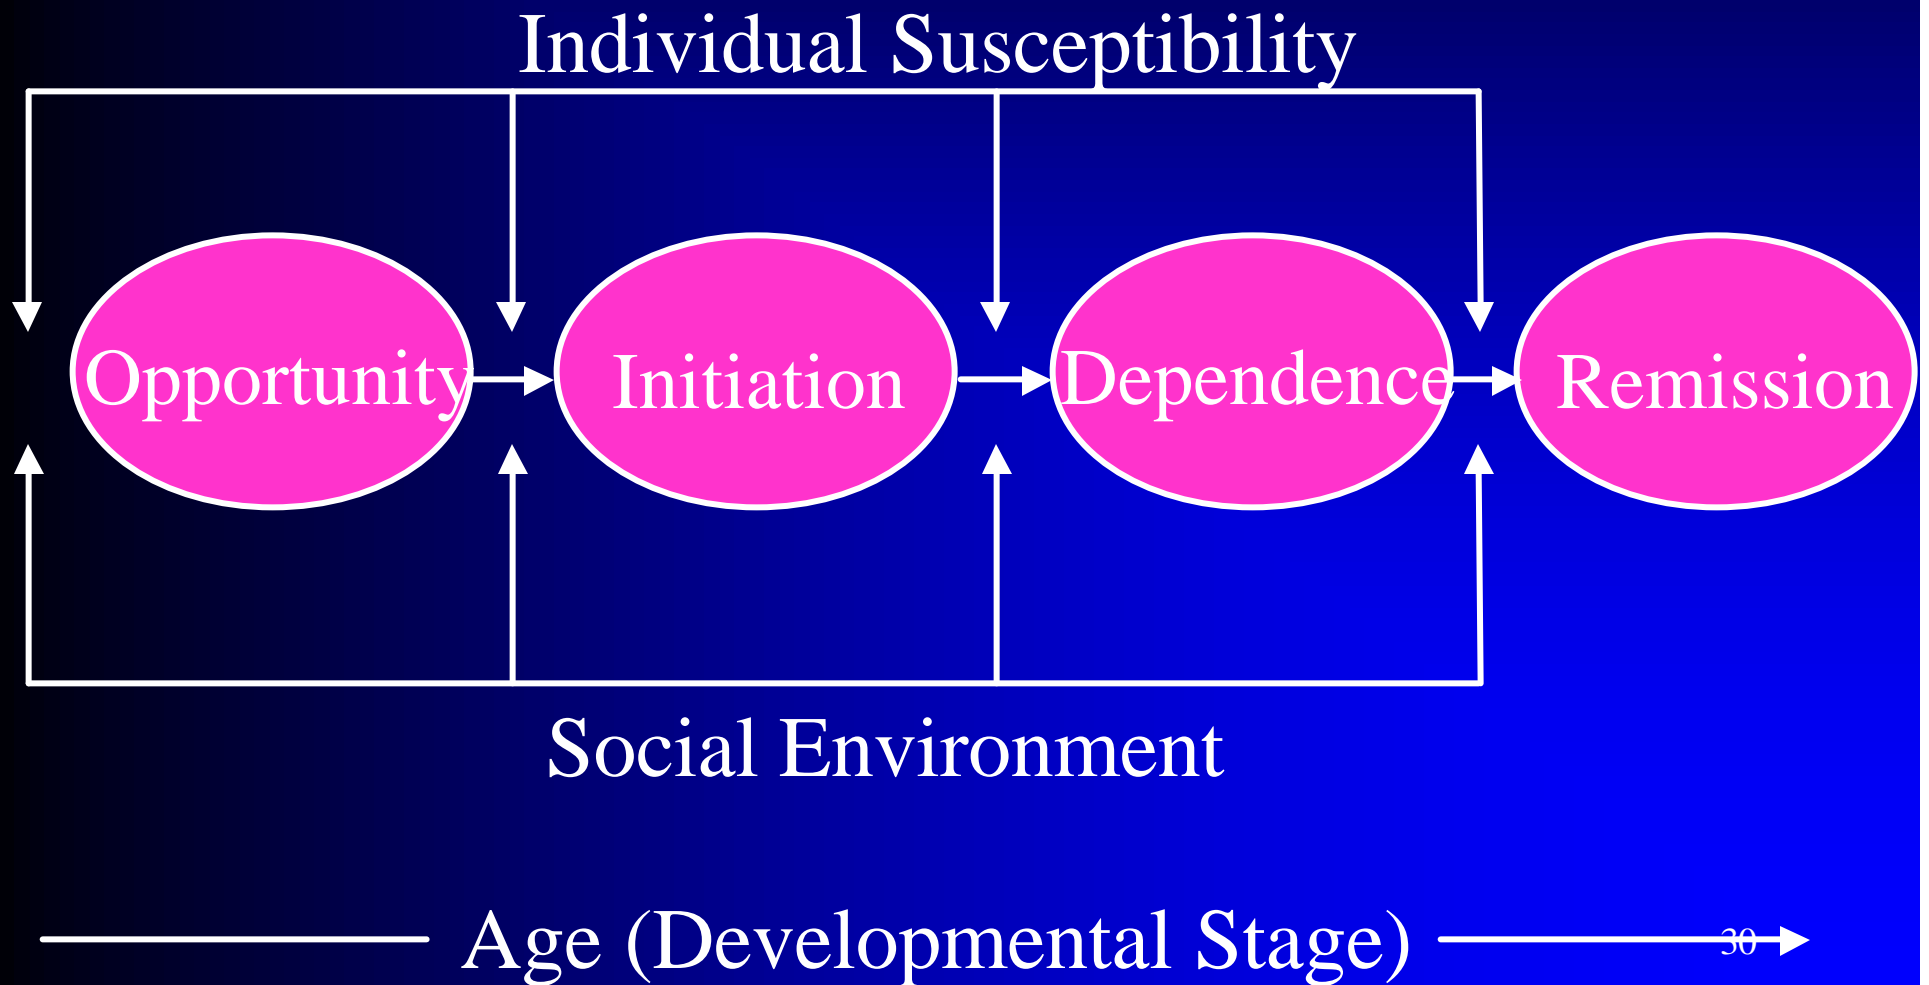 Individual Susceptibility
Opportunity
Initiation
Dependence
Remission
Social Environment
Age (Developmental Stage)
30